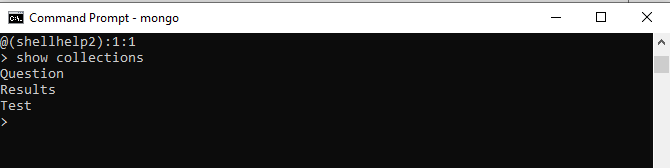 Command Prompt - mongo
@(shellhelp2):1:1
> show collections
Question
Results
Test
>